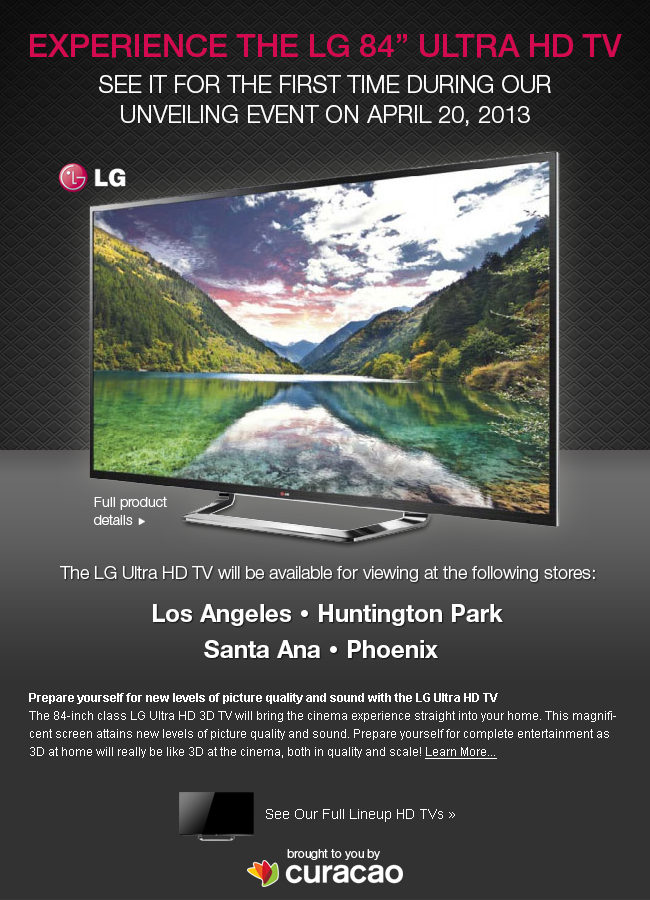 EXPERIENCE THE LG 84” ULTRA HD TV
SEE IT FOR THE FIRST TIME DURING OUR
UNVEILING EVENT ON APRIL 20, 2013
LG
LG
Full product
details ▸
The LG Ultra HD TV will be available for viewing at the following stores:
Los Angeles • Huntington Park
Santa Ana • Phoenix
Prepare yourself for new levels of picture quality and sound with the LG Ultra HD TV
The 84-inch class LG Ultra HD 3D TV will bring the cinema experience straight into your home. This magnifi-
cent screen attains new levels of picture quality and sound. Prepare yourself for complete entertainment as
3D at home will really be like 3D at the cinema, both in quality and scale! Learn More...
See Our Full Lineup HD TVs »
brought to you by
curacao